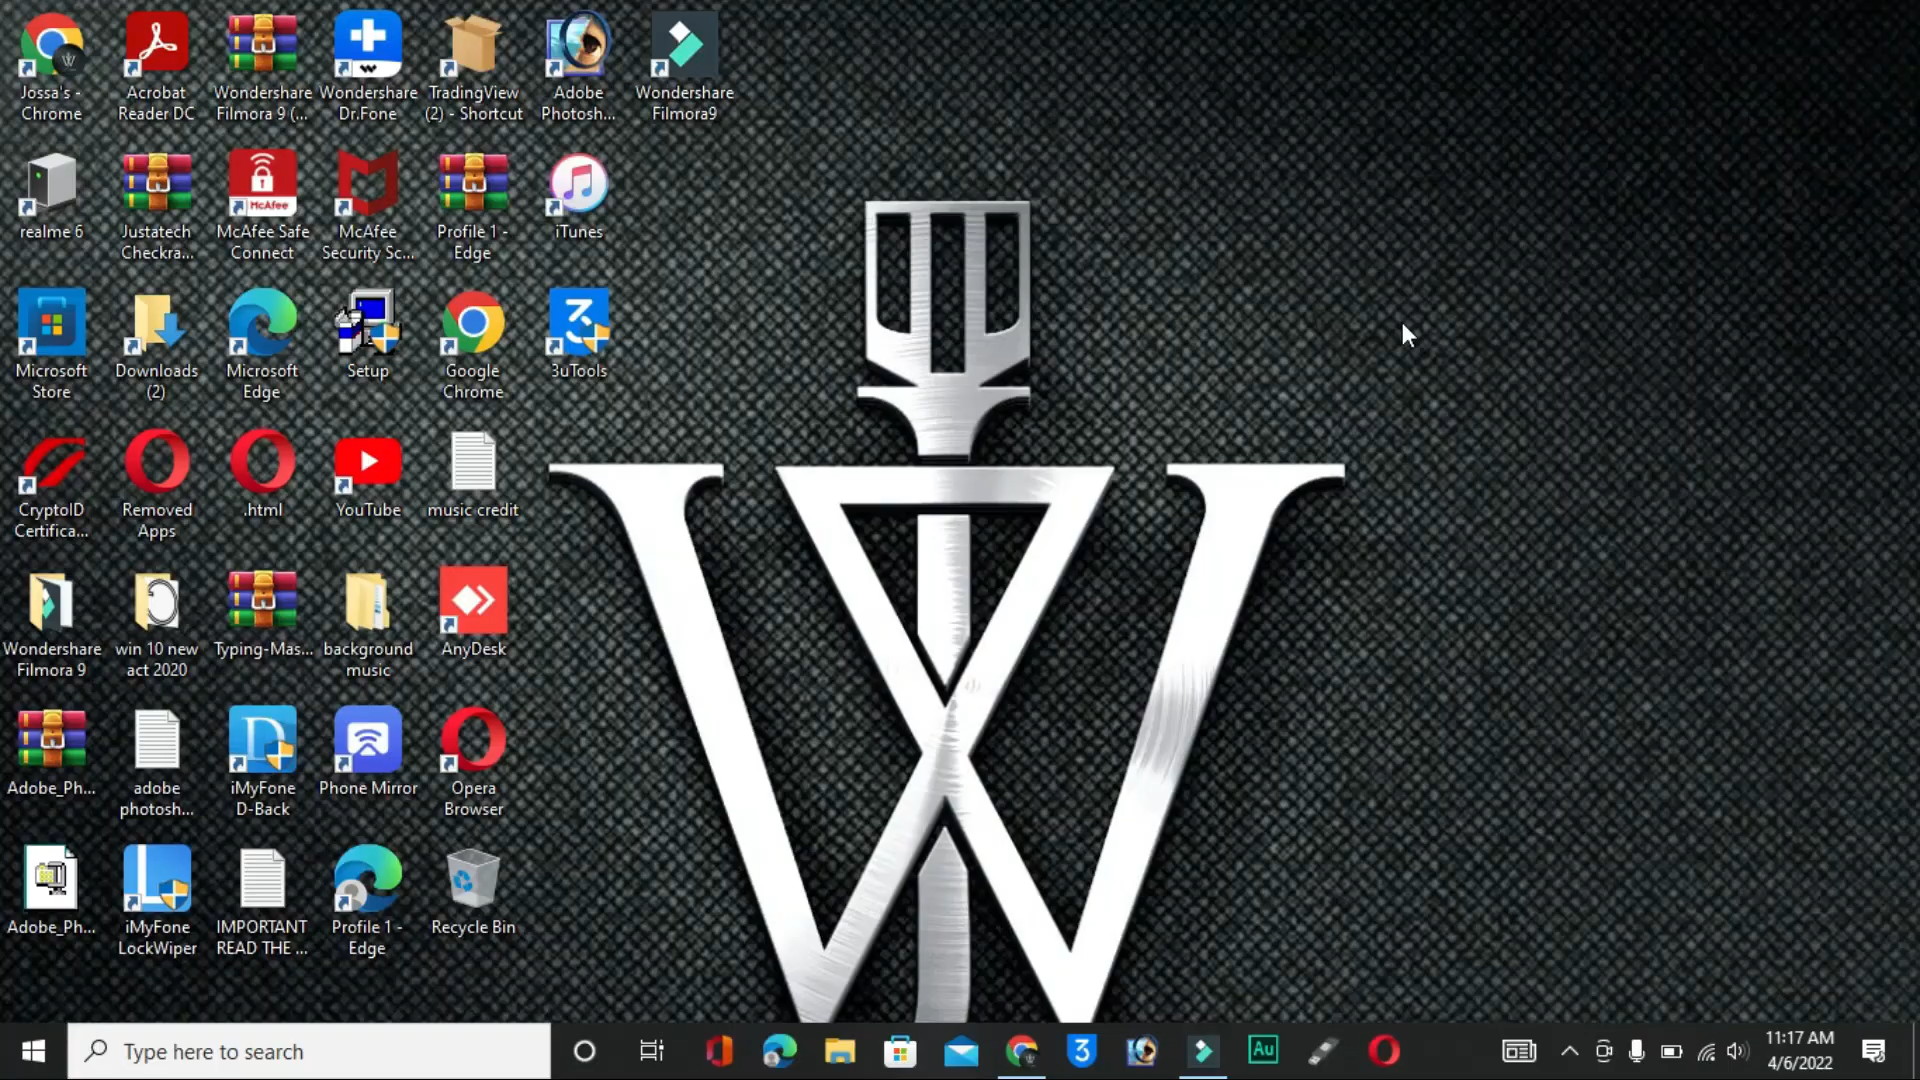 Jossa's -
Chrome
Acrobat
Reader DC
Wondershare
Filmora 9 (...
Wondershare
Dr.Fone
TradingView
(2) - Shortcut
Adobe
Photosh...
Wondershare
Filmora9
realme 6
Justatech
Checkra...
McAfee
McAfee Safe
Connect
McAfee
Security Sc...
Profile 1 -
Edge
iTunes
Microsoft
Store
Downloads
(2)
Microsoft
Edge
Setup
Google
Chrome
3uTools
CryptoID
Certifica...
Removed
Apps
.html
YouTube
music credit
Wondershare
Filmora 9
win 10 new
act 2020
Typing-Mas...
background
music
AnyDesk
Adobe_Ph...
adobe
photosh...
iMyFone
D-Back
Phone Mirror
Opera
Browser
Adobe_Ph...
iMyFone
LockWiper
IMPORTANT
READ THE ...
Profile 1 -
Edge
Recycle Bin
W
Type here to search
3
Au
11:17 AM
4/6/2022